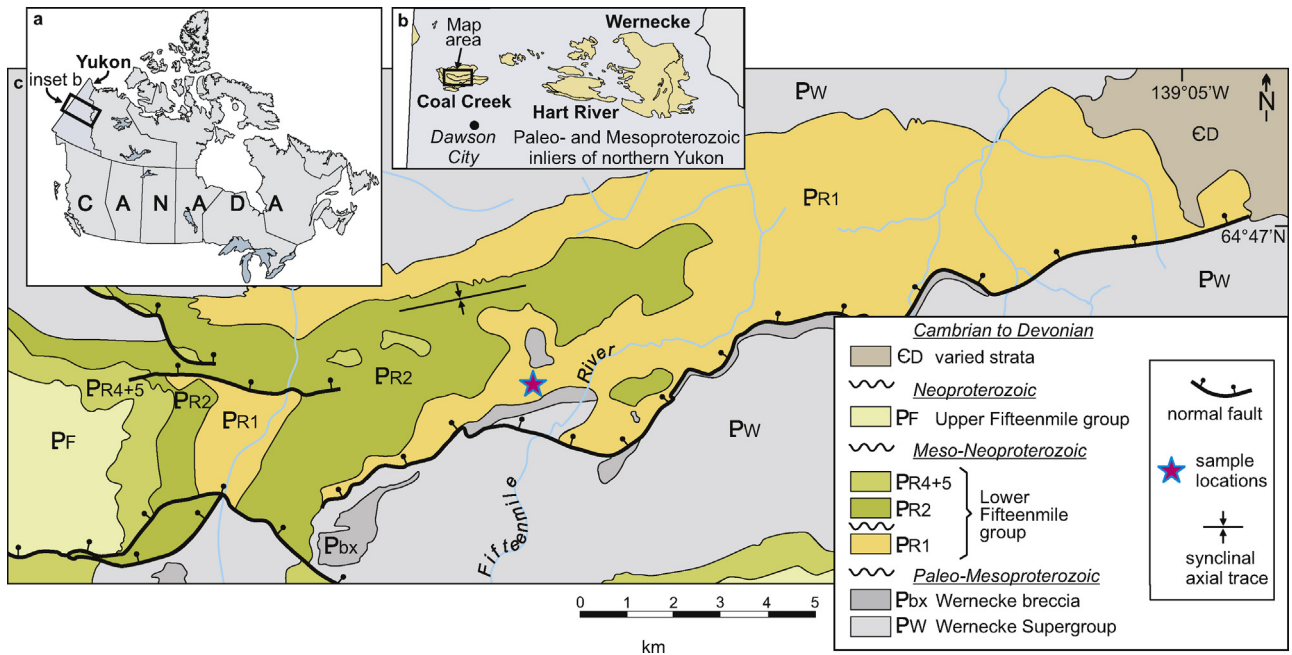 a
Yukon
inset b
C A N A D A
b
Map
area
Wernecke
Coal Creek
Hart River
Dawson
City
Paleo- and Mesoproterozoic
inliers of northern Yukon
c
PW
139°05'W
N
ЄD
PR1
64°47'N
PW
PR2
PR4+5
PR2
PR1
PF
PW
Pbx
Fifteenmile River
Cambrian to Devonian
ЄD varied strata
Neoproterozoic
PF Upper Fifteenmile group
Meso-Neoproterozoic
PR4+5
PR2
PR1
Lower
Fifteenmile
group
Paleo-Mesoproterozoic
Pbx Wernecke breccia
PW Wernecke Supergroup
normal fault
sample
locations
synclinal
axial trace
0 1 2 3 4 5
km